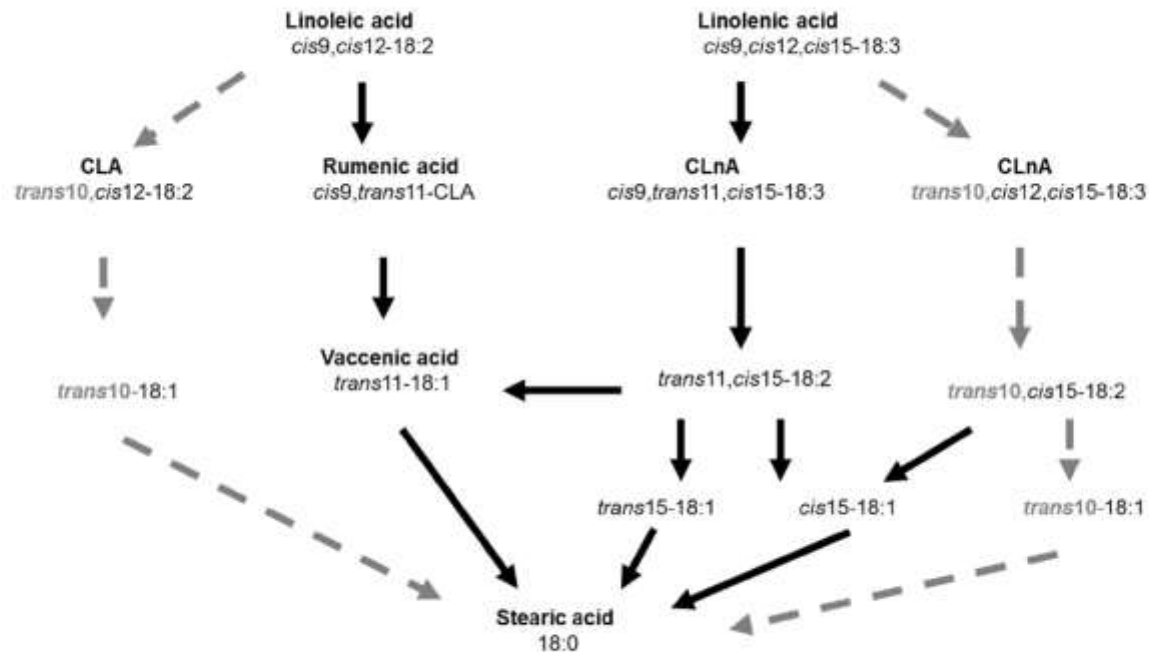 Linoleic acid
cis9,cis12-18:2
Linolenic acid
cis9,cis12,cis15-18:3
CLA
trans10,cis12-18:2
Rumenic acid
cis9,trans11-CLA
CLnA
cis9,trans11,cis15-18:3
CLnA
trans10,cis12,cis15-18:3
trans10-18:1
Vaccenic acid
trans11-18:1
trans11,cis15-18:2
trans10,cis15-18:2
trans15-18:1
cis15-18:1
trans10-18:1
Stearic acid
18:0